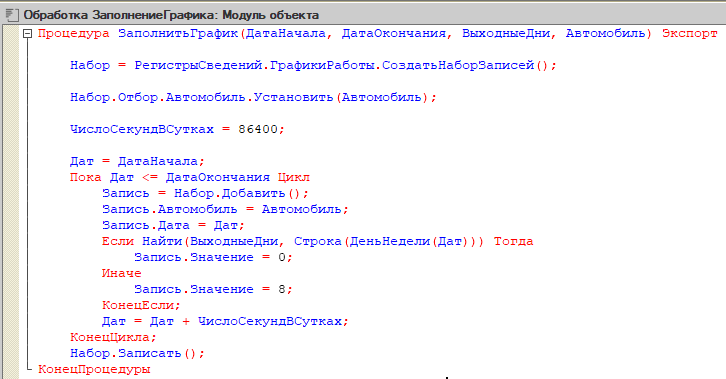 Обработка ЗаполнениеГрафика: Модуль объекта
Процедура ЗаполнитьГрафик(ДатаНачала, ДатаОкончания, ВыходныеДни, Автомобиль) Экспорт
Набор = РегистрыСведений.ГрафикиРаботы.СоздатьНаборЗаписей();
Набор.Отбор.Автомобиль.Установить(Автомобиль);
ЧислоСекундВСутках = 86400;
Дат = ДатаНачала;
Пока Дат <= ДатаОкончания Цикл
Запись = Набор.Добавить();
Запись.Автомобиль = Автомобиль;
Запись.Дата = Дат;
Если Найти(ВыходныеДни, Строка(ДеньНедели(Дат))) Тогда
Запись.Значение = 0;
Иначе
Запись.Значение = 8;
КонецЕсли;
Дат = Дат + ЧислоСекундВСутках;
КонецЦикла;
Набор.Записать();
КонецПроцедуры